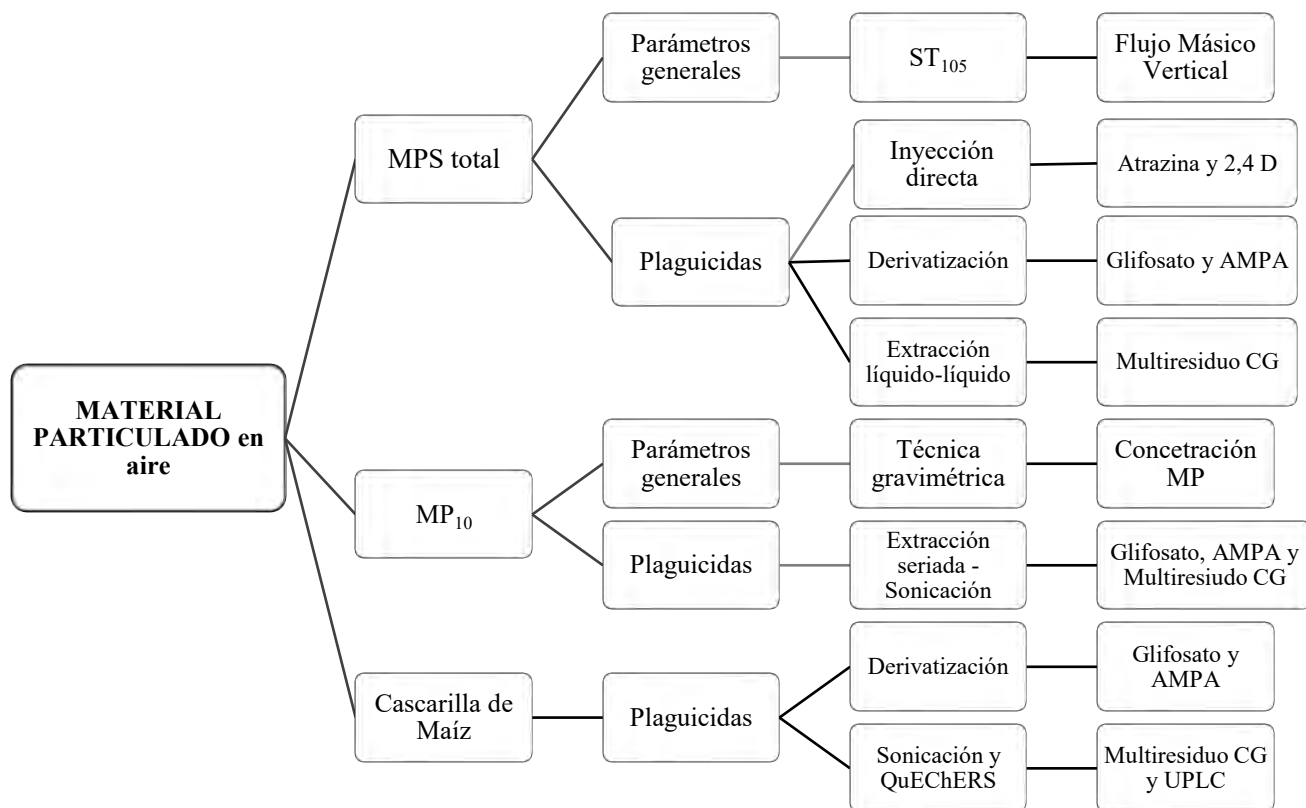 MATERIAL
PARTICULADO en
aire
MPS total
Parámetros
generales
ST₁₀₅
Flujo Másico
Vertical
Plaguicidas
Inyección
directa
Atrazina y 2,4 D
Derivatización
Glifosato y AMPA
Extracción
líquido-líquido
Multiresiduo CG
MP₁₀
Parámetros
generales
Técnica
gravimétrica
Concetración
MP
Plaguicidas
Extracción
seriada -
Sonicación
Glifosato, AMPA y
Multiresiudo CG
Cascarilla de
Maíz
Plaguicidas
Derivatización
Glifosato y
AMPA
Sonicación y
QuEChERS
Multiresiduo CG
y UPLC